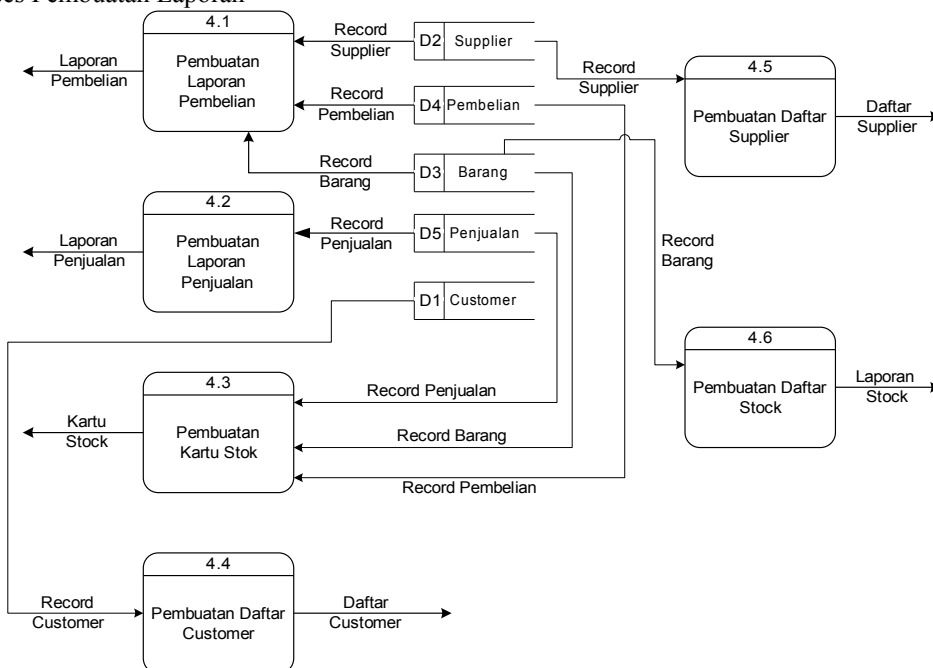 es Pembuatan Laporan
4.1
Pembuatan
Laporan
Pembelian
Laporan
Pembelian
Record
Supplier
D2 Supplier
Record
Pembelian
D4 Pembelian
Record
Barang
D3 Barang
Record
Supplier
4.5
Pembuatan Daftar
Supplier
Daftar
Supplier
4.2
Pembuatan
Laporan
Penjualan
Laporan
Penjualan
Record
Penjualan
D5 Penjualan
D1 Customer
Record
Barang
4.6
Pembuatan Daftar
Stock
Laporan
Stock
4.3
Pembuatan
Kartu Stok
Kartu
Stock
Record Penjualan
Record Barang
Record Pembelian
4.4
Pembuatan Daftar
Customer
Record
Customer
Daftar
Customer